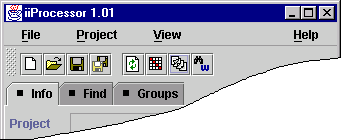 iiProcessor 1.01
File Project View Help
W
Info Find Groups
Project